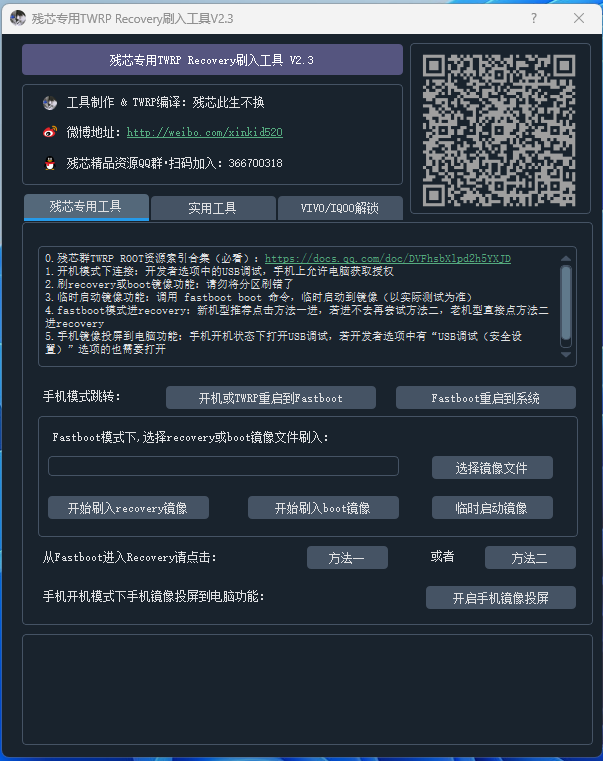 残芯专用TWRP Recovery刷入工具V2.3
残芯专用TWRP Recovery刷入工具 V2.3
工具制作 & TWRP编译: 残芯此生不换
微博地址: http://weibo.com/xinkid520
残芯精品资源QQ群·扫码加入: 366700318
残芯专用工具 实用工具 VIVO/IQOO解锁
0.残芯群TWRP ROOT资源索引合集（必看）: https://docs.qq.com/doc/DVFhsbXlpdZh5YXJD
1.开机模式下连接: 开发者选项中的USB调试，手机上允许电脑获取授权
2.刷recovery或boot镜像功能: 请勿将分区刷错了
3.临时启动镜像功能: 调用 fastboot boot 命令，临时启动到镜像（以实际测试为准）
4.fastboot模式进recovery: 新机型推荐点击方法一进，若进不去再尝试方法二，老机型直接点方法二
进recovery
5.手机镜像投屏到电脑功能: 手机开机状态下打开USB调试，若开发者选项中有“USB调试（安全设
置）”选项的也需要打开
手机模式跳转: 开机或TWRP重启到Fastboot Fastboot重启到系统
Fastboot模式下,选择recovery或boot镜像文件刷入:
选择镜像文件
开始刷入recovery镜像 开始刷入boot镜像 临时启动镜像
从Fastboot进入Recovery请点击: 方法一 或者 方法二
手机开机模式下手机镜像投屏到电脑功能: 开启手机镜像投屏